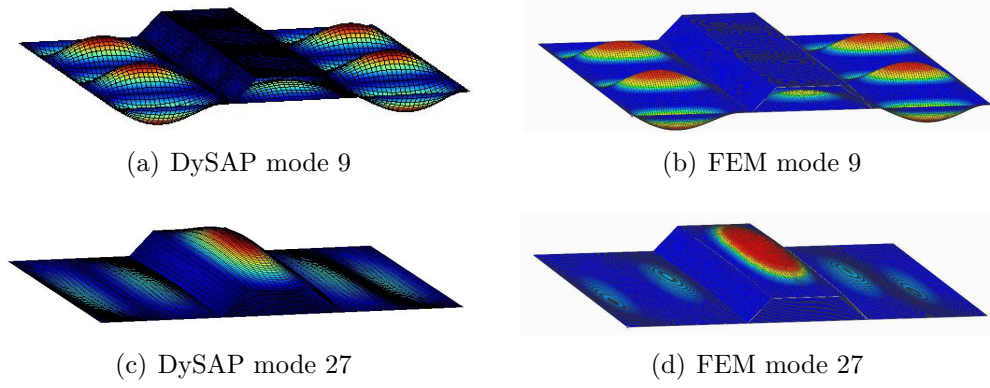 (a) DySAP mode 9
(b) FEM mode 9
(c) DySAP mode 27
(d) FEM mode 27